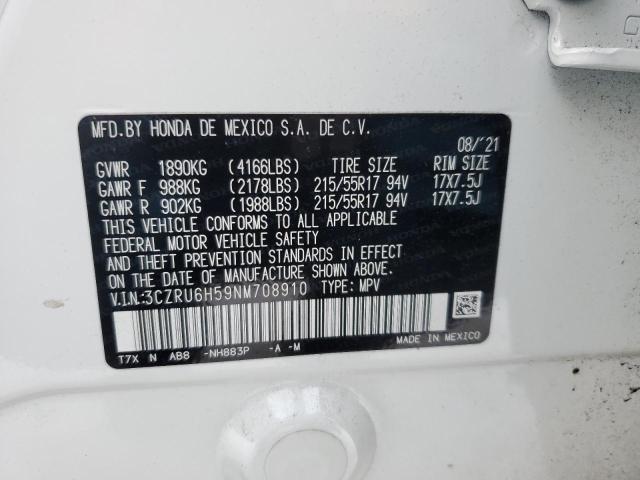 MFD.BY HONDA DE MEXICO S.A. DE C.V.
08/'21
GVWR 1890KG (4166LBS) TIRE SIZE RIM SIZE
GAWR F 988KG (2178LBS) 215/55R17 94V 17X7.5J
GAWR R 902KG (1988LBS) 215/55R17 94V 17X7.5J
THIS VEHICLE CONFORMS TO ALL APPLICABLE
FEDERAL MOTOR VEHICLE SAFETY
AND THEFT PREVENTION STANDARDS IN EFFECT
ON THE DATE OF MANUFACTURE SHOWN ABOVE.
V.I.N.:3CZRU6H59NM708910 TYPE: MPV
T7X N AB8 -NH883P -A -M
MADE IN MEXICO